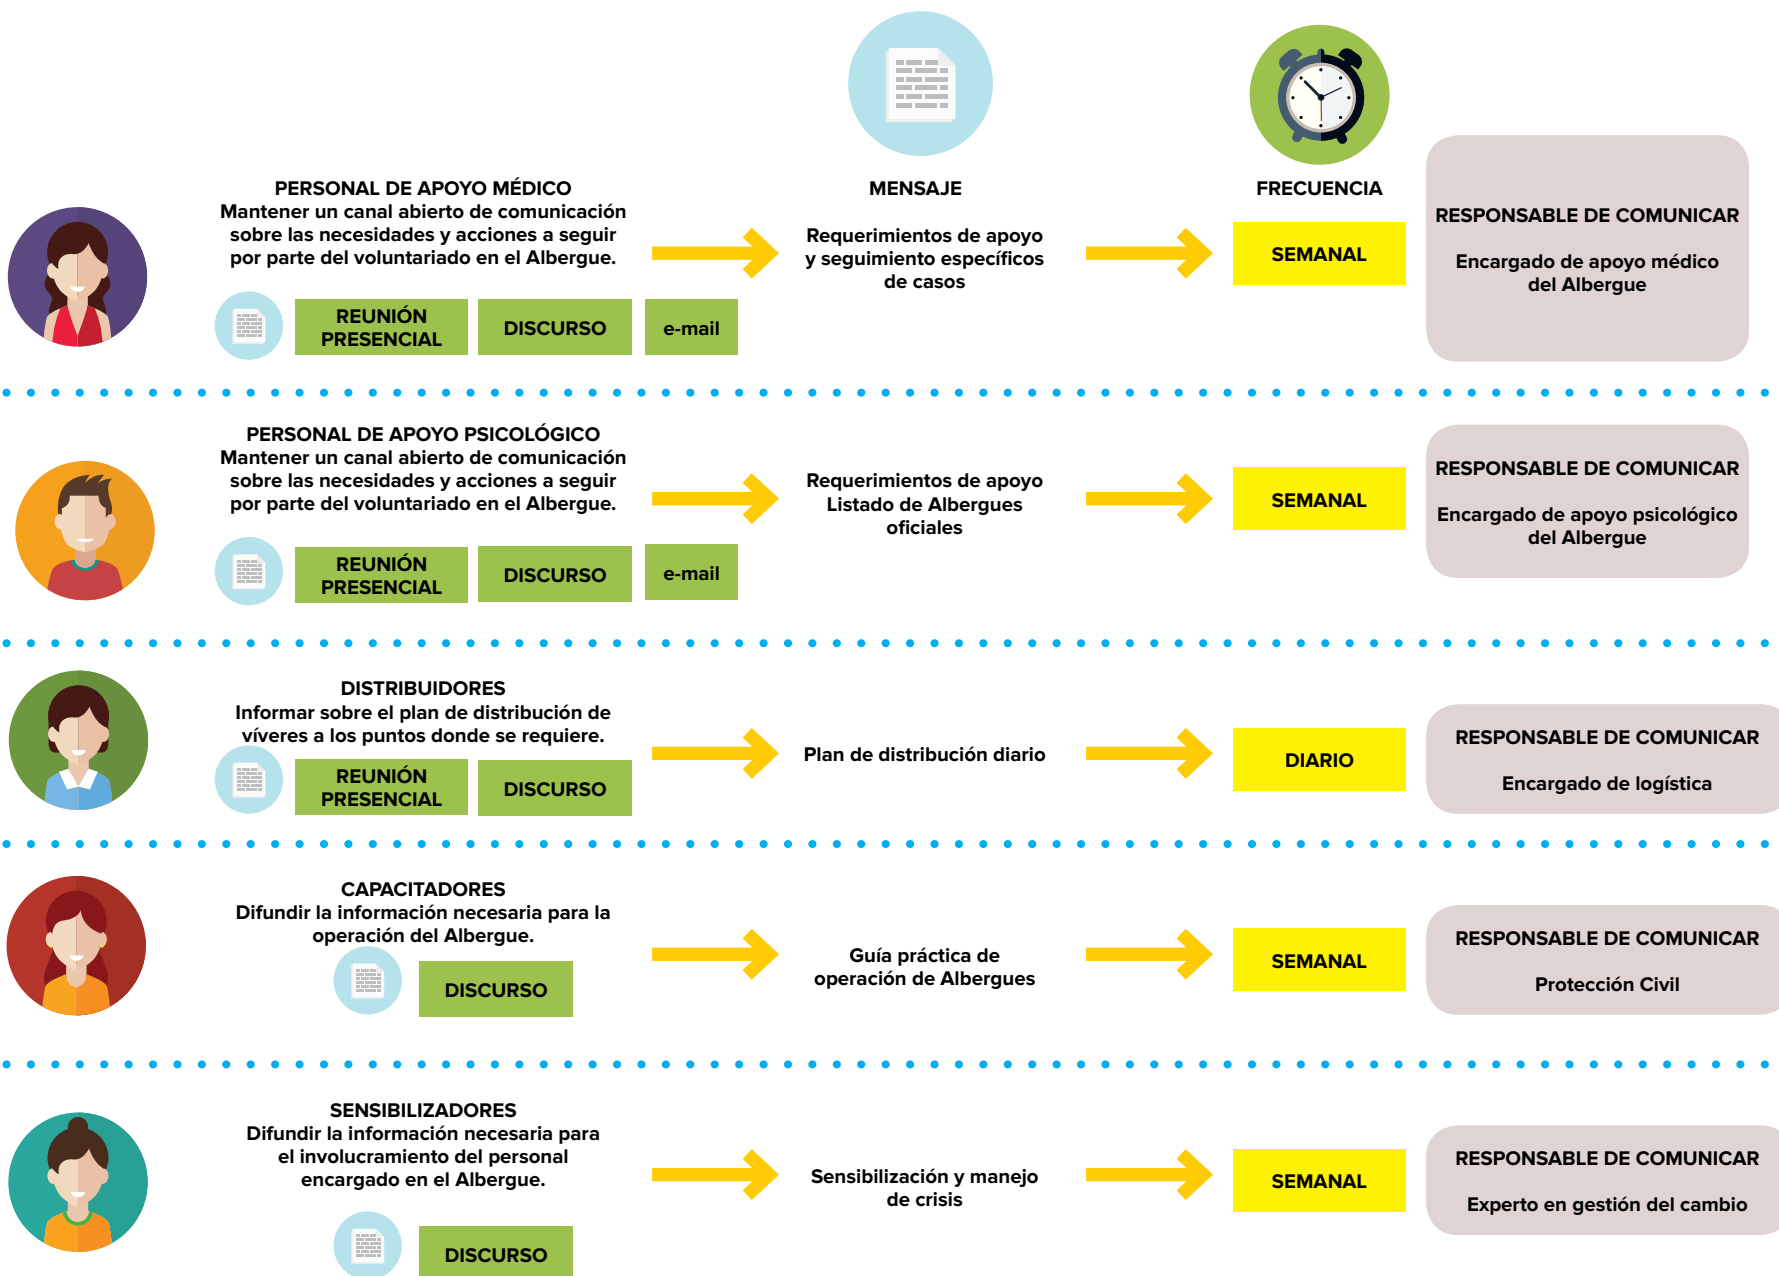 PERSONAL DE APOYO MÉDICO
Mantener un canal abierto de comunicación
sobre las necesidades y acciones a seguir
por parte del voluntariado en el Albergue.
REUNIÓN
PRESENCIAL
DISCURSO
e-mail
MENSAJE
Requerimientos de apoyo
y seguimiento específicos
de casos
FRECUENCIA
SEMANAL
RESPONSABLE DE COMUNICAR
Encargado de apoyo médico
del Albergue
PERSONAL DE APOYO PSICOLÓGICO
Mantener un canal abierto de comunicación
sobre las necesidades y acciones a seguir
por parte del voluntariado en el Albergue.
REUNIÓN
PRESENCIAL
DISCURSO
e-mail
Requerimientos de apoyo
Listado de Albergues
oficiales
SEMANAL
RESPONSABLE DE COMUNICAR
Encargado de apoyo psicológico
del Albergue
DISTRIBUIDORES
Informar sobre el plan de distribución de
víveres a los puntos donde se requiere.
REUNIÓN
PRESENCIAL
DISCURSO
Plan de distribución diario
DIARIO
RESPONSABLE DE COMUNICAR
Encargado de logística
CAPACITADORES
Difundir la información necesaria para la
operación del Albergue.
DISCURSO
Guía práctica de
operación de Albergues
SEMANAL
RESPONSABLE DE COMUNICAR
Protección Civil
SENSIBILIZADORES
Difundir la información necesaria para
el involucramiento del personal
encargado en el Albergue.
DISCURSO
Sensibilización y manejo
de crisis
SEMANAL
RESPONSABLE DE COMUNICAR
Experto en gestión del cambio